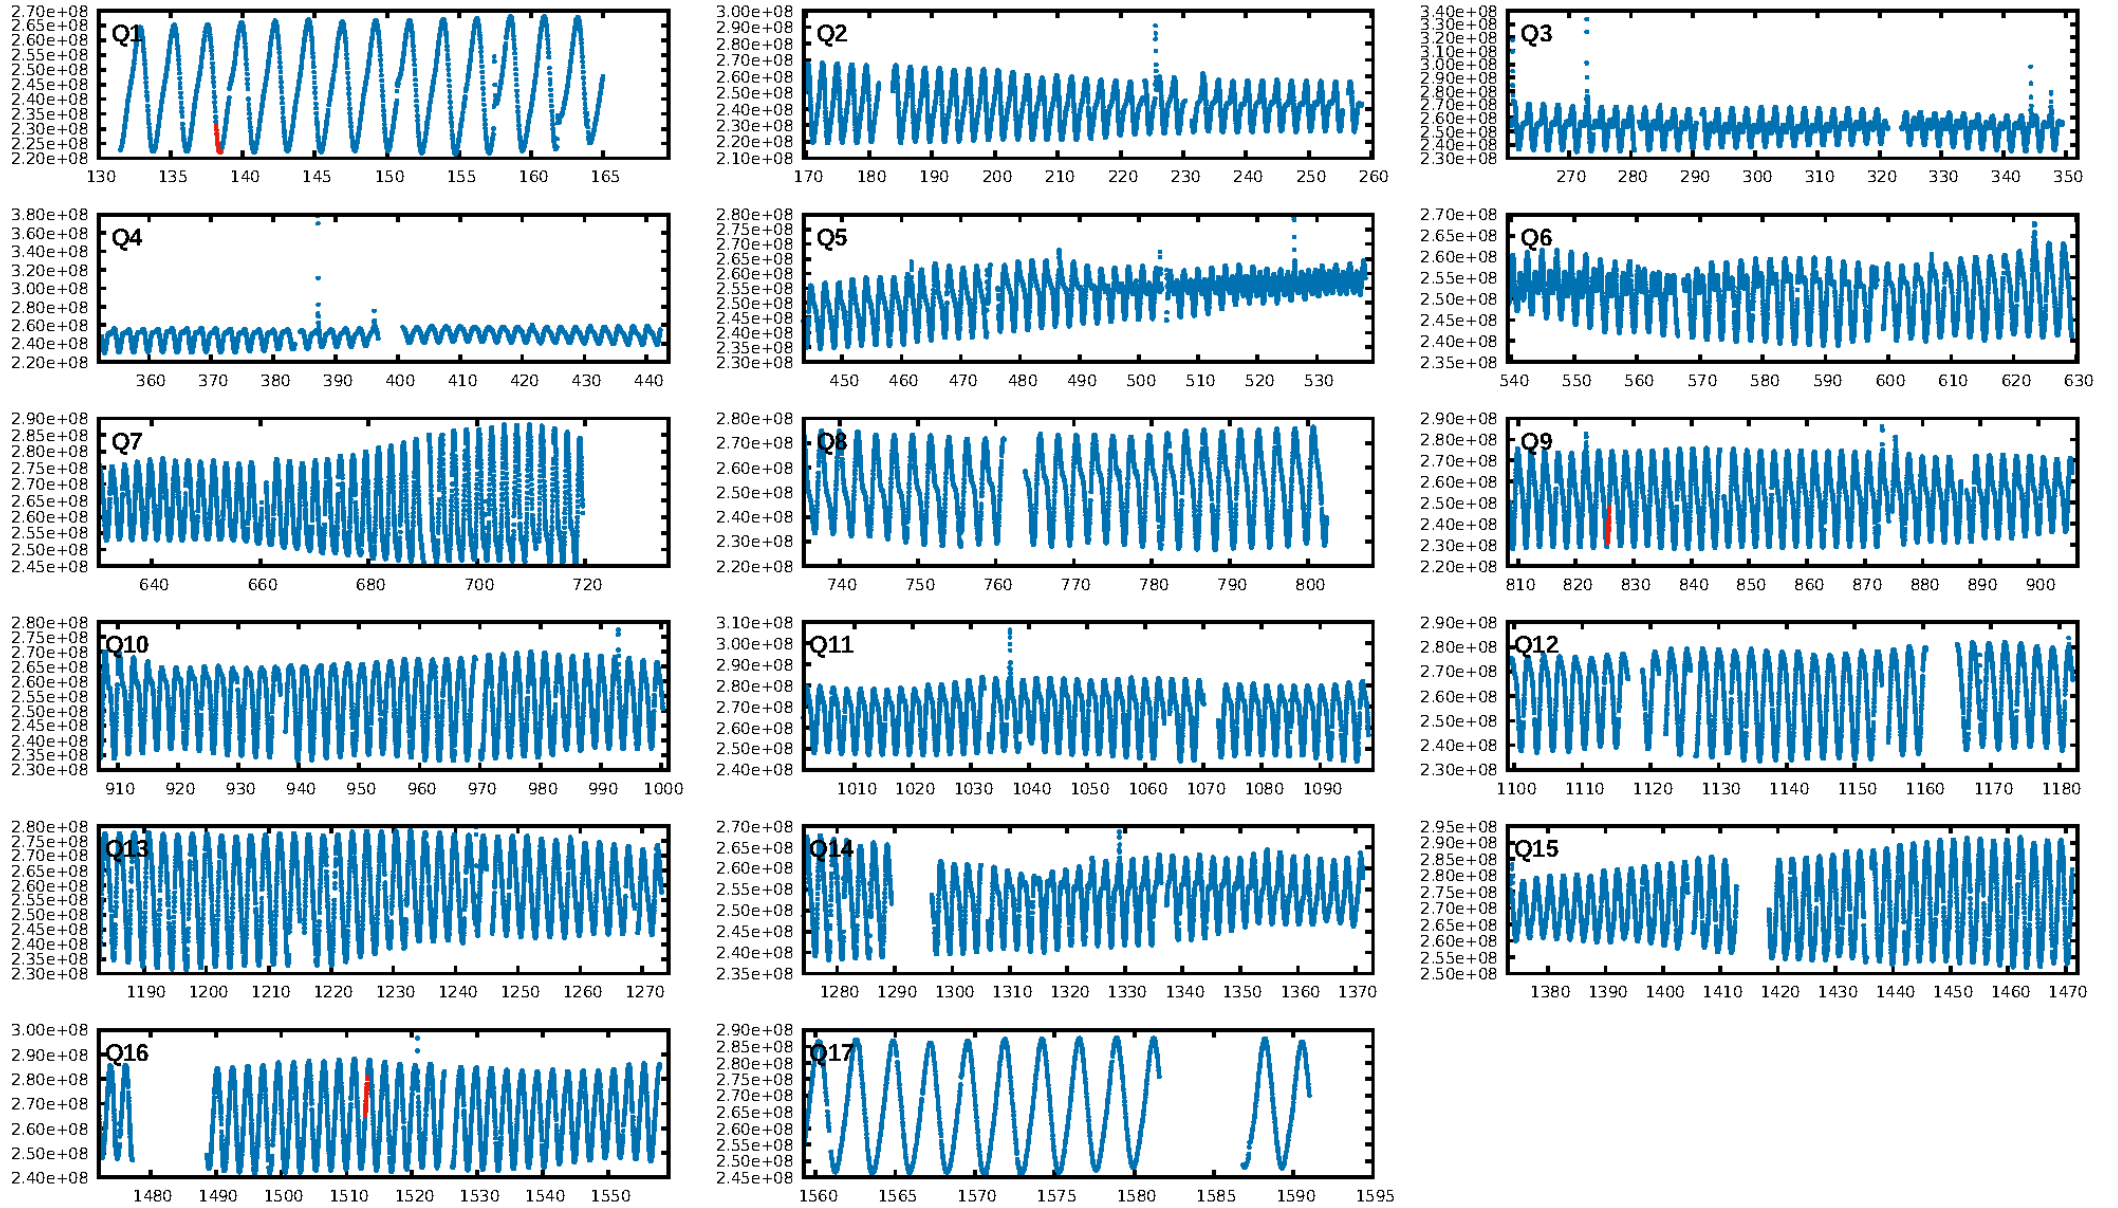 Q1
2.70e+08
2.65e+08
2.60e+08
2.55e+08
2.50e+08
2.45e+08
2.40e+08
2.35e+08
2.30e+08
2.25e+08
2.20e+08
130 135 140 145 150 155 160 165
Q2
3.00e+08
2.90e+08
2.80e+08
2.70e+08
2.60e+08
2.50e+08
2.40e+08
2.30e+08
2.20e+08
2.10e+08
170 180 190 200 210 220 230 240 250 260
Q3
3.40e+08
3.30e+08
3.20e+08
3.10e+08
3.00e+08
2.90e+08
2.80e+08
2.70e+08
2.60e+08
2.50e+08
2.40e+08
2.30e+08
270 280 290 300 310 320 330 340 350
Q4
3.80e+08
3.60e+08
3.40e+08
3.20e+08
3.00e+08
2.80e+08
2.60e+08
2.40e+08
2.20e+08
360 370 380 390 400 410 420 430 440
Q5
2.80e+08
2.75e+08
2.70e+08
2.65e+08
2.60e+08
2.55e+08
2.50e+08
2.45e+08
2.40e+08
2.35e+08
2.30e+08
450 460 470 480 490 500 510 520 530
Q6
2.70e+08
2.65e+08
2.60e+08
2.55e+08
2.50e+08
2.45e+08
2.40e+08
2.35e+08
540 550 560 570 580 590 600 610 620 630
Q7
2.90e+08
2.85e+08
2.80e+08
2.75e+08
2.70e+08
2.65e+08
2.60e+08
2.55e+08
2.50e+08
2.45e+08
640 660 680 700 720
Q8
2.80e+08
2.70e+08
2.60e+08
2.50e+08
2.40e+08
2.30e+08
2.20e+08
740 750 760 770 780 790 800
Q9
2.90e+08
2.80e+08
2.70e+08
2.60e+08
2.50e+08
2.40e+08
2.30e+08
2.20e+08
810 820 830 840 850 860 870 880 890 900
Q10
2.80e+08
2.75e+08
2.70e+08
2.65e+08
2.60e+08
2.55e+08
2.50e+08
2.45e+08
2.40e+08
2.35e+08
2.30e+08
910 920 930 940 950 960 970 980 990 1000
Q11
3.10e+08
3.00e+08
2.90e+08
2.80e+08
2.70e+08
2.60e+08
2.50e+08
2.40e+08
1010 1020 1030 1040 1050 1060 1070 1080 1090
Q12
2.90e+08
2.80e+08
2.70e+08
2.60e+08
2.50e+08
2.40e+08
2.30e+08
1100 1110 1120 1130 1140 1150 1160 1170 1180
Q13
2.80e+08
2.75e+08
2.70e+08
2.65e+08
2.60e+08
2.55e+08
2.50e+08
2.45e+08
2.40e+08
2.35e+08
2.30e+08
1190 1200 1210 1220 1230 1240 1250 1260 1270
Q14
2.70e+08
2.65e+08
2.60e+08
2.55e+08
2.50e+08
2.45e+08
2.40e+08
2.35e+08
1280 1290 1300 1310 1320 1330 1340 1350 1360 1370
Q15
2.95e+08
2.90e+08
2.85e+08
2.80e+08
2.75e+08
2.70e+08
2.65e+08
2.60e+08
2.55e+08
2.50e+08
1380 1390 1400 1410 1420 1430 1440 1450 1460 1470
Q16
3.00e+08
2.90e+08
2.80e+08
2.70e+08
2.60e+08
2.50e+08
2.40e+08
1480 1490 1500 1510 1520 1530 1540 1550
Q17
2.90e+08
2.85e+08
2.80e+08
2.75e+08
2.70e+08
2.65e+08
2.60e+08
2.55e+08
2.50e+08
2.45e+08
1560 1565 1570 1575 1580 1585 1590 1595